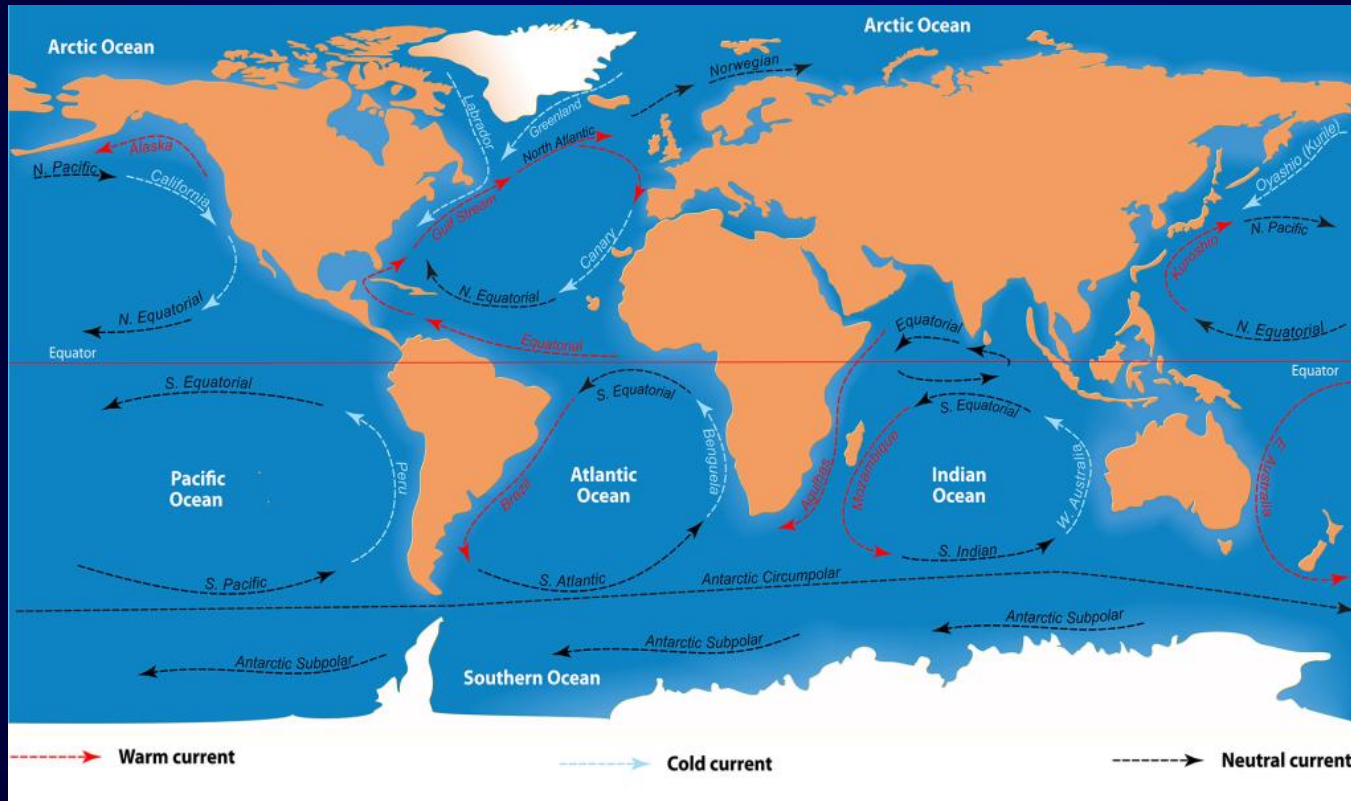 Arctic Ocean
Arctic Ocean
Norwegian
Labrador
Greenland
North Atlantic
Alaska
N. Pacific
California
Gulf Stream
Canary
Oyashio (Kurile)
Kuroshio
N. Pacific
N. Equatorial
N. Equatorial
N. Equatorial
Equatorial
Equatorial
Equator
Equator
S. Equatorial
S. Equatorial
S. Equatorial
Pacific
Ocean
Peru
Brazil
Atlantic
Ocean
Benguela
Agulhas
Mozambique
Indian
Ocean
W. Australia
E. Australia
S. Pacific
S. Atlantic
S. Indian
Antarctic Circumpolar
Antarctic Subpolar
Antarctic Subpolar
Antarctic Subpolar
Southern Ocean
Warm current
Cold current
Neutral current